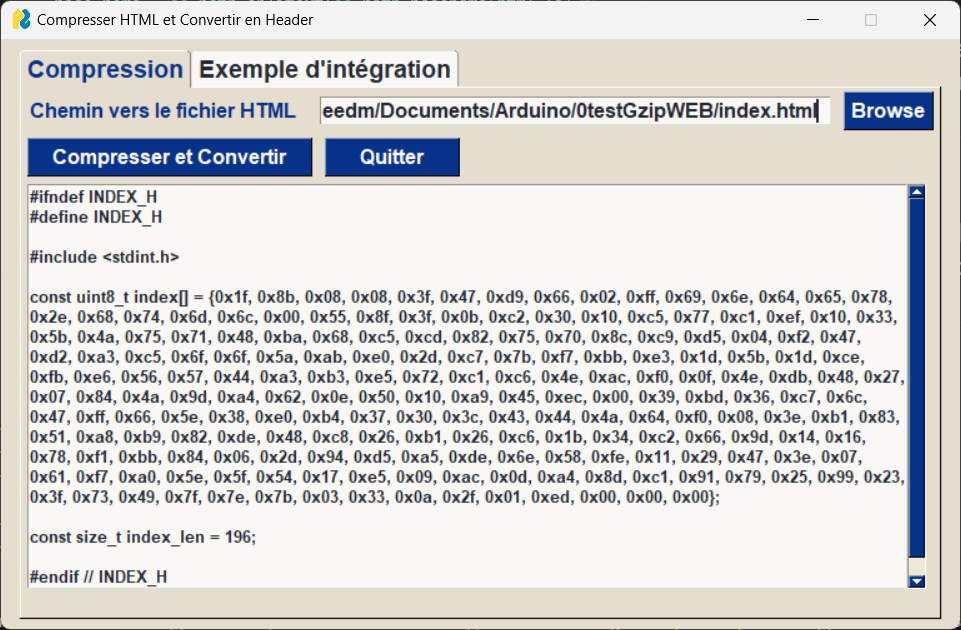 Compresser HTML et Convertir en Header
Compression
Exemple d'intégration
Chemin vers le fichier HTML
eedm/Documents/Arduino/0testGzipWEB/index.html
Browse
Compresser et Convertir
Quitter
#ifndef INDEX_H
#define INDEX_H
#include <stdint.h>
const uint8_t index[] = {0x1f, 0x8b, 0x08, 0x08, 0x3f, 0x47, 0xd9, 0x66, 0x02, 0xff, 0x69, 0x6e, 0x64, 0x65, 0x78,
0x2e, 0x68, 0x74, 0x6d, 0x6c, 0x00, 0x55, 0x8f, 0x3f, 0x0b, 0xc2, 0x30, 0x10, 0xc5, 0x77, 0xc1, 0xef, 0x10, 0x33,
0x5b, 0x4a, 0x75, 0x71, 0x48, 0xba, 0x68, 0xc5, 0xcd, 0x82, 0x75, 0x70, 0x8c, 0xc9, 0xd5, 0x04, 0xf2, 0x47,
0xd2, 0xa3, 0xc5, 0x6f, 0x6f, 0x5a, 0xab, 0xe0, 0x2d, 0xc7, 0x7b, 0xf7, 0xbb, 0xe3, 0x1d, 0x5b, 0x1d, 0xce,
0xfb, 0xe6, 0x56, 0x57, 0x44, 0xa3, 0xb3, 0xe5, 0x72, 0xc1, 0xc6, 0x4e, 0xac, 0xf0, 0x0f, 0x4e, 0xdb, 0x48, 0x27,
0x07, 0x84, 0x4a, 0x9d, 0xa4, 0x62, 0x0e, 0x50, 0x10, 0xa9, 0x45, 0xec, 0x00, 0x39, 0xbd, 0x36, 0xc7, 0x6c,
0x47, 0xff, 0x66, 0x5e, 0x38, 0xe0, 0xb4, 0x37, 0x30, 0x3c, 0x43, 0x44, 0x4a, 0x64, 0xf0, 0x08, 0x3e, 0xb1, 0x83,
0x51, 0xa8, 0xb9, 0x82, 0xde, 0x48, 0xc8, 0x26, 0xb1, 0x26, 0xc6, 0x1b, 0x34, 0xc2, 0x66, 0x9d, 0x14, 0x16,
0x78, 0xf1, 0xbb, 0x84, 0x06, 0x2d, 0x94, 0xd5, 0xa5, 0xde, 0x6e, 0x58, 0xfe, 0x11, 0x29, 0x47, 0x3e, 0x07,
0x61, 0xf7, 0xa0, 0x5e, 0x5f, 0x54, 0x17, 0xe5, 0x09, 0xac, 0x0d, 0xa4, 0x8d, 0xc1, 0x91, 0x79, 0x25, 0x99, 0x23,
0x3f, 0x73, 0x49, 0x7f, 0x7e, 0x7b, 0x03, 0x33, 0x0a, 0x2f, 0x01, 0xed, 0x00, 0x00, 0x00};
const size_t index_len = 196;
#endif // INDEX_H